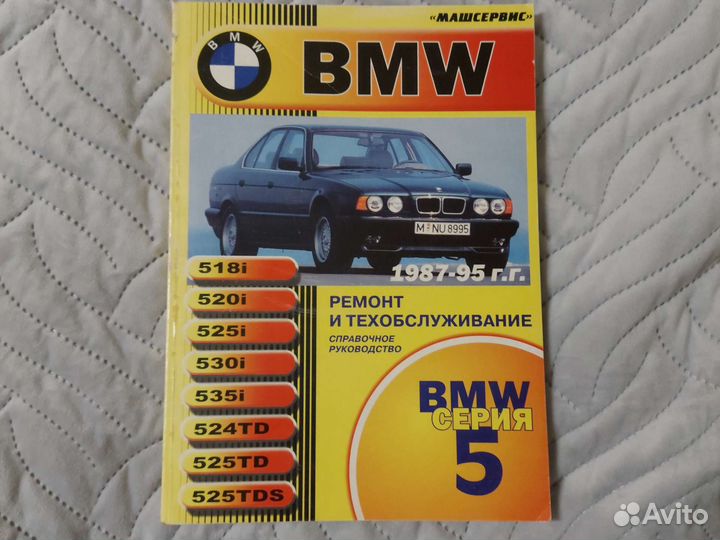 «МАШСЕРВИС»
BMW
BMW
M NU 8995
1987-95 г.г.
518i
520i
525i
530i
535i
524TD
525TD
525TDS
РЕМОНТ
И ТЕХОБСЛУЖИВАНИЕ
СПРАВОЧНОЕ
РУКОВОДСТВО
BMW
СЕРИЯ
5
Avito